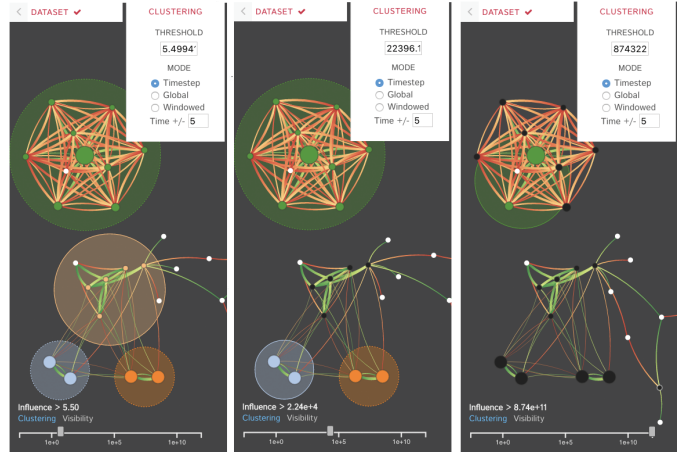 DATASET ✔
CLUSTERING
THRESHOLD
5.4994
MODE
Timestep
Global
Windowed
Time +/- 5
Influence > 5.50
Clustering Visibility
1e+0 1e+5 1e+10
DATASET ✔
CLUSTERING
THRESHOLD
22396.1
MODE
Timestep
Global
Windowed
Time +/- 5
Influence > 2.24e+4
Clustering Visibility
1e+0 1e+5 1e+10
DATASET ✔
CLUSTERING
THRESHOLD
874322
MODE
Timestep
Global
Windowed
Time +/- 5
Influence > 8.74e+11
Clustering Visibility
1e+0 1e+5 1e+10